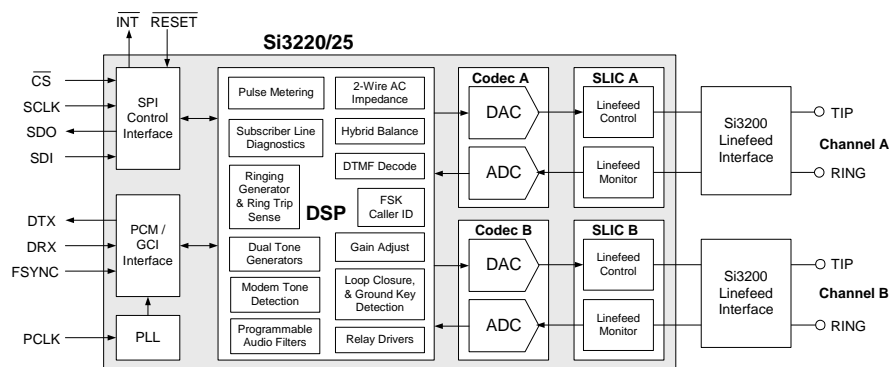 INT
RESET
Si3220/25
CS
SCLK
SDO
SDI
SPI
Control
Interface
DTX
DRX
FSYNC
PCM /
GCI
Interface
PCLK
PLL
Pulse Metering
Subscriber Line
Diagnostics
Ringing
Generator
& Ring Trip
Sense
Dual Tone
Generators
Modem Tone
Detection
Programmable
Audio Filters
DSP
2-Wire AC
Impedance
Hybrid Balance
DTMF Decode
FSK
Caller ID
Gain Adjust
Loop Closure,
& Ground Key
Detection
Relay Drivers
Codec A
DAC
ADC
SLIC A
Linefeed
Control
Linefeed
Monitor
Si3200
Linefeed
Interface
TIP
Channel A
RING
Codec B
DAC
ADC
SLIC B
Linefeed
Control
Linefeed
Monitor
Si3200
Linefeed
Interface
TIP
Channel B
RING